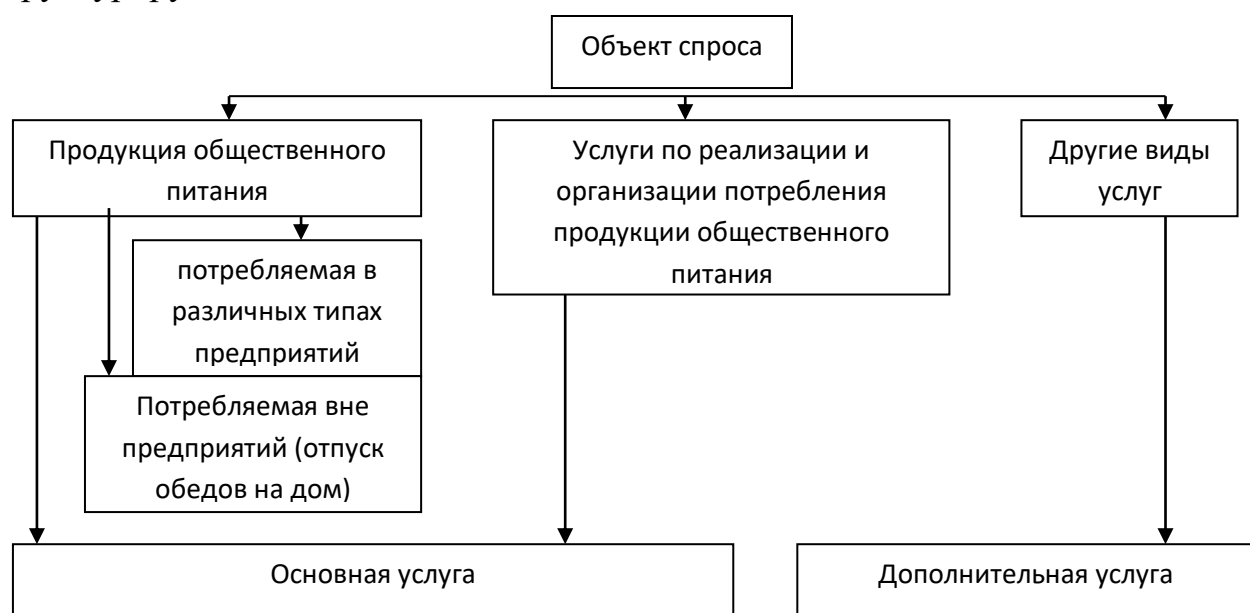 Объект спроса
Продукция общественного
питания
Услуги по реализации и
организации потребления
продукции общественного
питания
Другие виды
услуг
потребляемая в
различных типах
предприятий
Потребляемая вне
предприятий (отпуск
обедов на дом)
Основная услуга
Дополнительная услуга